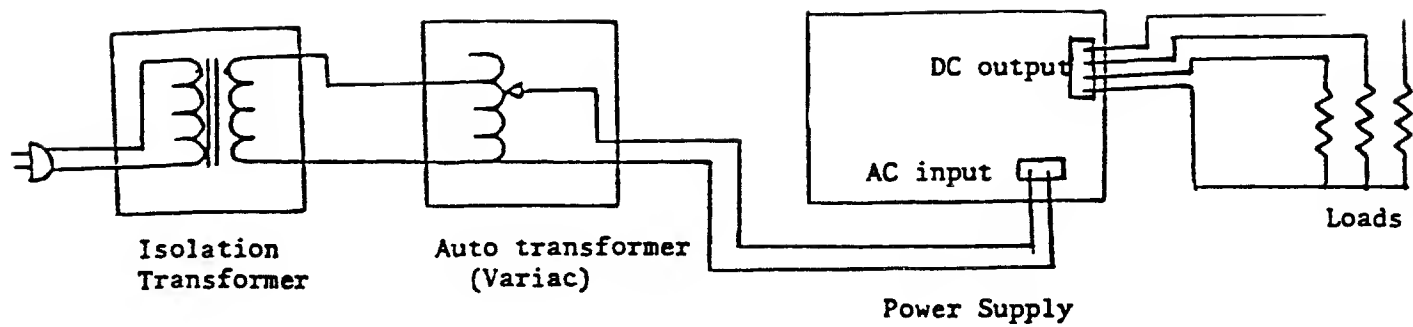 DC output
AC input
Isolation
Transformer
Auto transformer
(Variac)
Power Supply
Loads